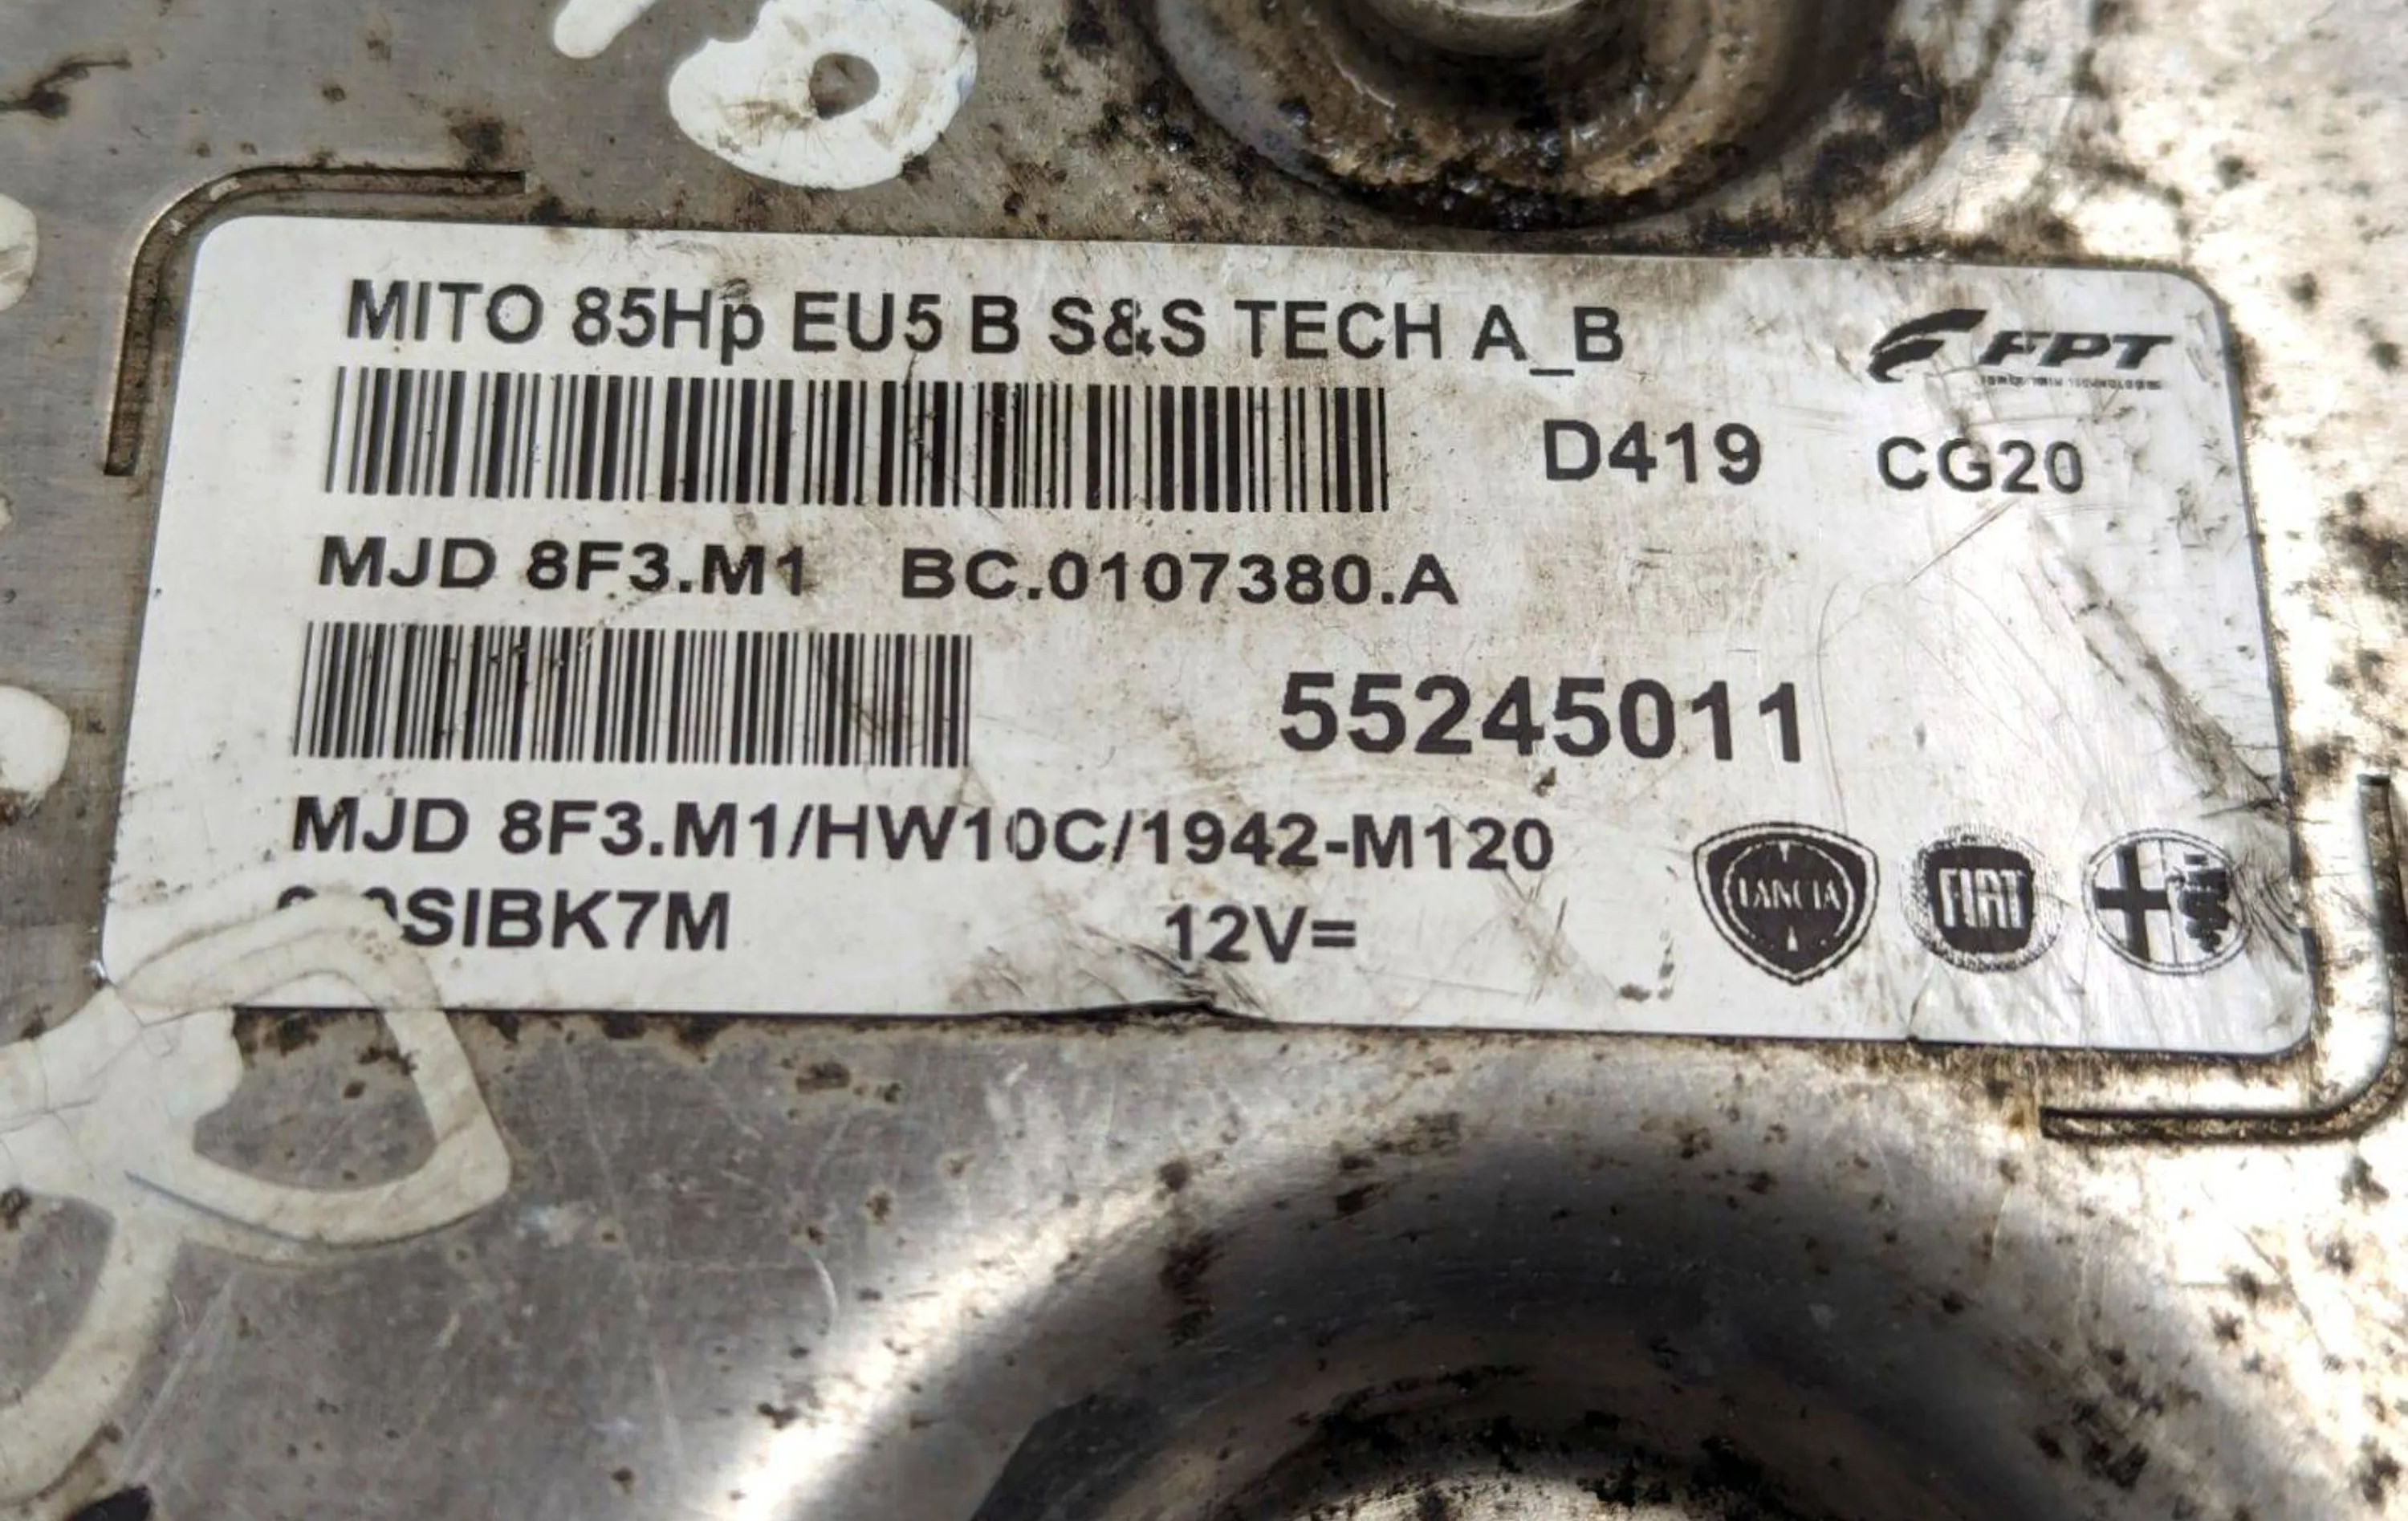 MITO 85Hp EU5 B S&S TECH A_B
FPT
D419 CG20
MJD 8F3.M1 BC.0107380.A
55245011
MJD 8F3.M1/HW10C/1942-M120
12V=
LANCIA
FIAT